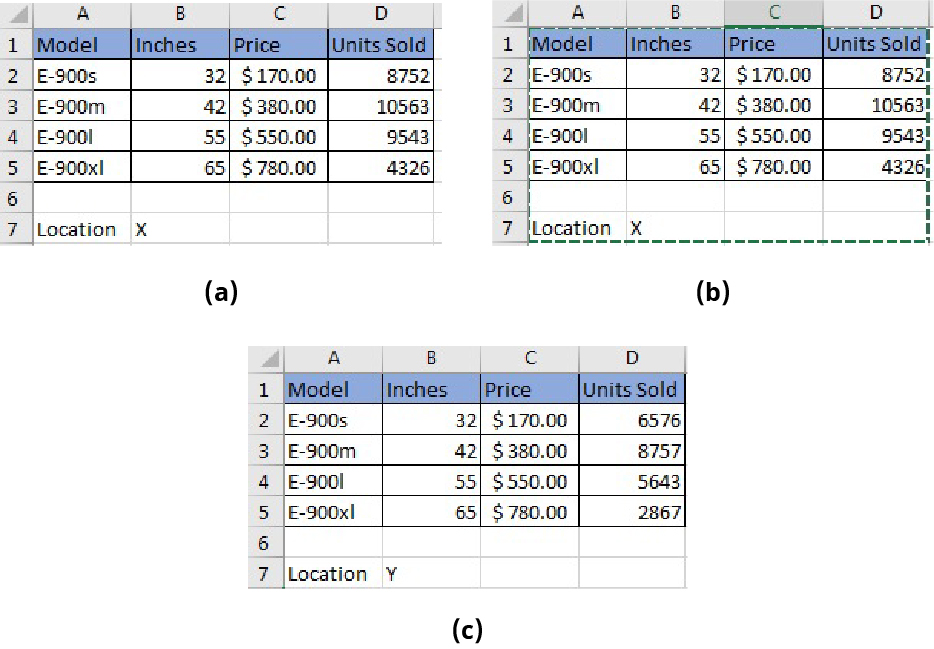 A B C D
1 Model Inches Price Units Sold
2 E-900s 32 $ 170.00 8752
3 E-900m 42 $ 380.00 10563
4 E-900l 55 $ 550.00 9543
5 E-900xl 65 $ 780.00 4326
6
7 Location X
(a)
A B C D
1 Model Inches Price Units Sold
2 E-900s 32 $ 170.00 8752
3 E-900m 42 $ 380.00 10563
4 E-900l 55 $ 550.00 9543
5 E-900xl 65 $ 780.00 4326
6
7 Location X
(b)
A B C D
1 Model Inches Price Units Sold
2 E-900s 32 $ 170.00 6576
3 E-900m 42 $ 380.00 8757
4 E-900l 55 $ 550.00 5643
5 E-900xl 65 $ 780.00 2867
6
7 Location Y
(c)